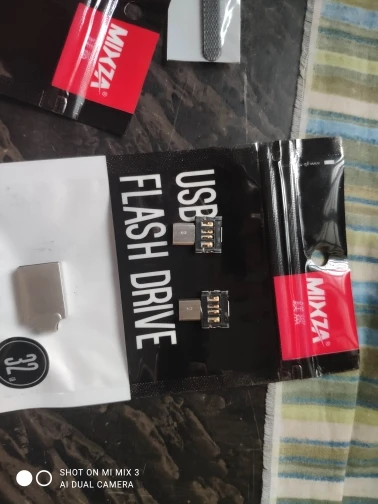 MIXZA®
USB
FLASH DRIVE
MIXZA®
32
SHOT ON MI MIX 3
AI DUAL CAMERA